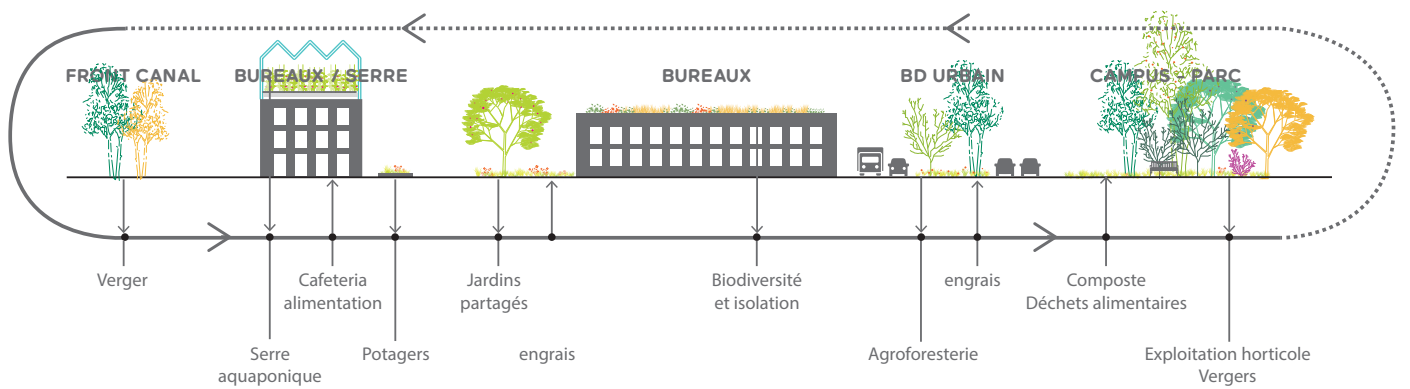 FRONT CANAL
BUREAUX / SERRE
BUREAUX
BD URBAIN
CAMPUS - PARC
Verger
Cafeteria
alimentation
Jardins
partagés
Biodiversité
et isolation
engrais
Composte
Déchets alimentaires
Serre
aquaponique
Potagers
engrais
Agroforesterie
Exploitation horticole
Vergers